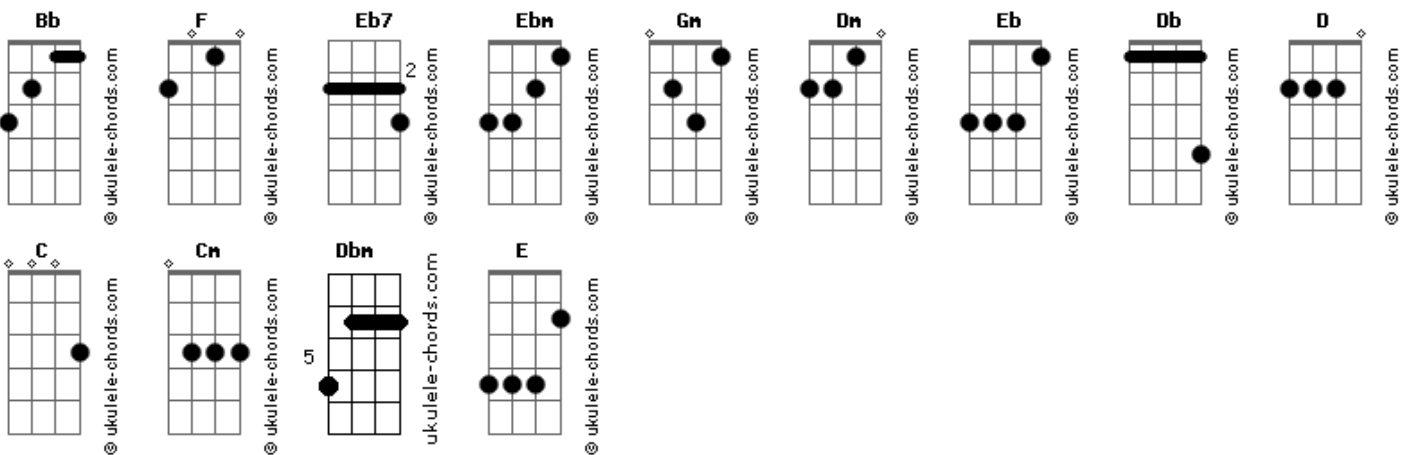 Bb F Eb7 Ebm Gm Dm Eb Db D
2
© ukulele-chords.com © ukulele-chords.com © ukulele-chords.com © ukulele-chords.com © ukulele-chords.com © ukulele-chords.com © ukulele-chords.com © ukulele-chords.com © ukulele-chords.com
C Cm Dbm E
5
© ukulele-chords.com © ukulele-chords.com ukulele-chords.com © ukulele-chords.com